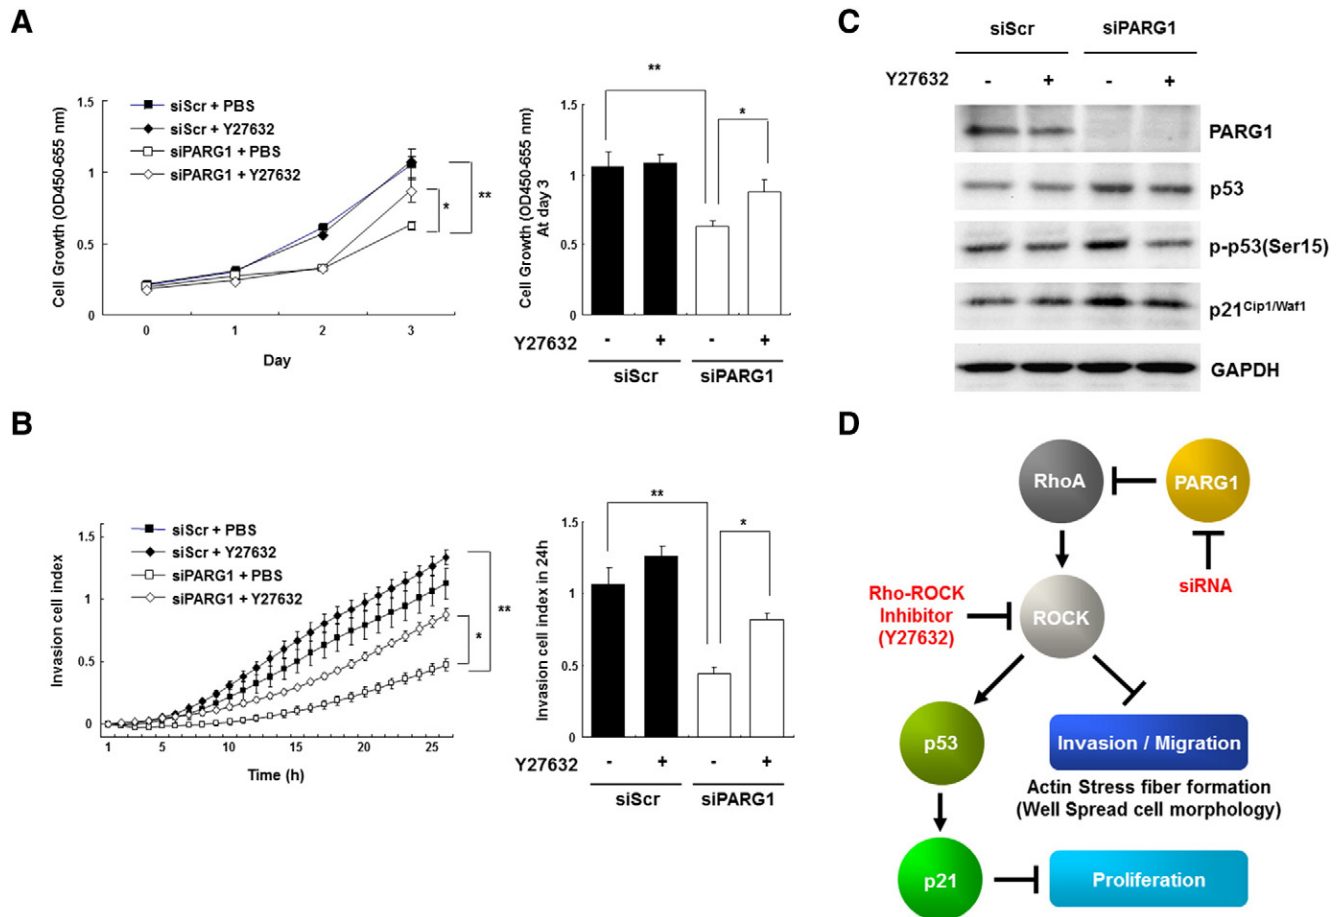 A
siScr + PBS
siScr + Y27632
siPARG1 + PBS
siPARG1 + Y27632
Cell Growth (OD450-655 nm)
1.5
1
0.5
0
0 1 2 3
Day
*
**
Cell Growth (OD450-655 nm)
At day 3
1.5
1
0.5
0
**
*
Y27632 - + - +
siScr siPARG1
B
siScr + PBS
siScr + Y27632
siPARG1 + PBS
siPARG1 + Y27632
Invasion cell index
1.5
1
0.5
0
1 5 10 15 20 25
Time (h)
*
**
Invasion cell index in 24h
1.5
1
0.5
0
**
*
Y27632 - + - +
siScr siPARG1
C
siScr siPARG1
Y27632 - + - +
PARG1
p53
p-p53(Ser15)
p21Cip1/Waf1
GAPDH
D
RhoA
PARG1
siRNA
Rho-ROCK
Inhibitor
(Y27632)
ROCK
p53
Invasion / Migration
Actin Stress fiber formation
(Well Spread cell morphology)
p21
Proliferation